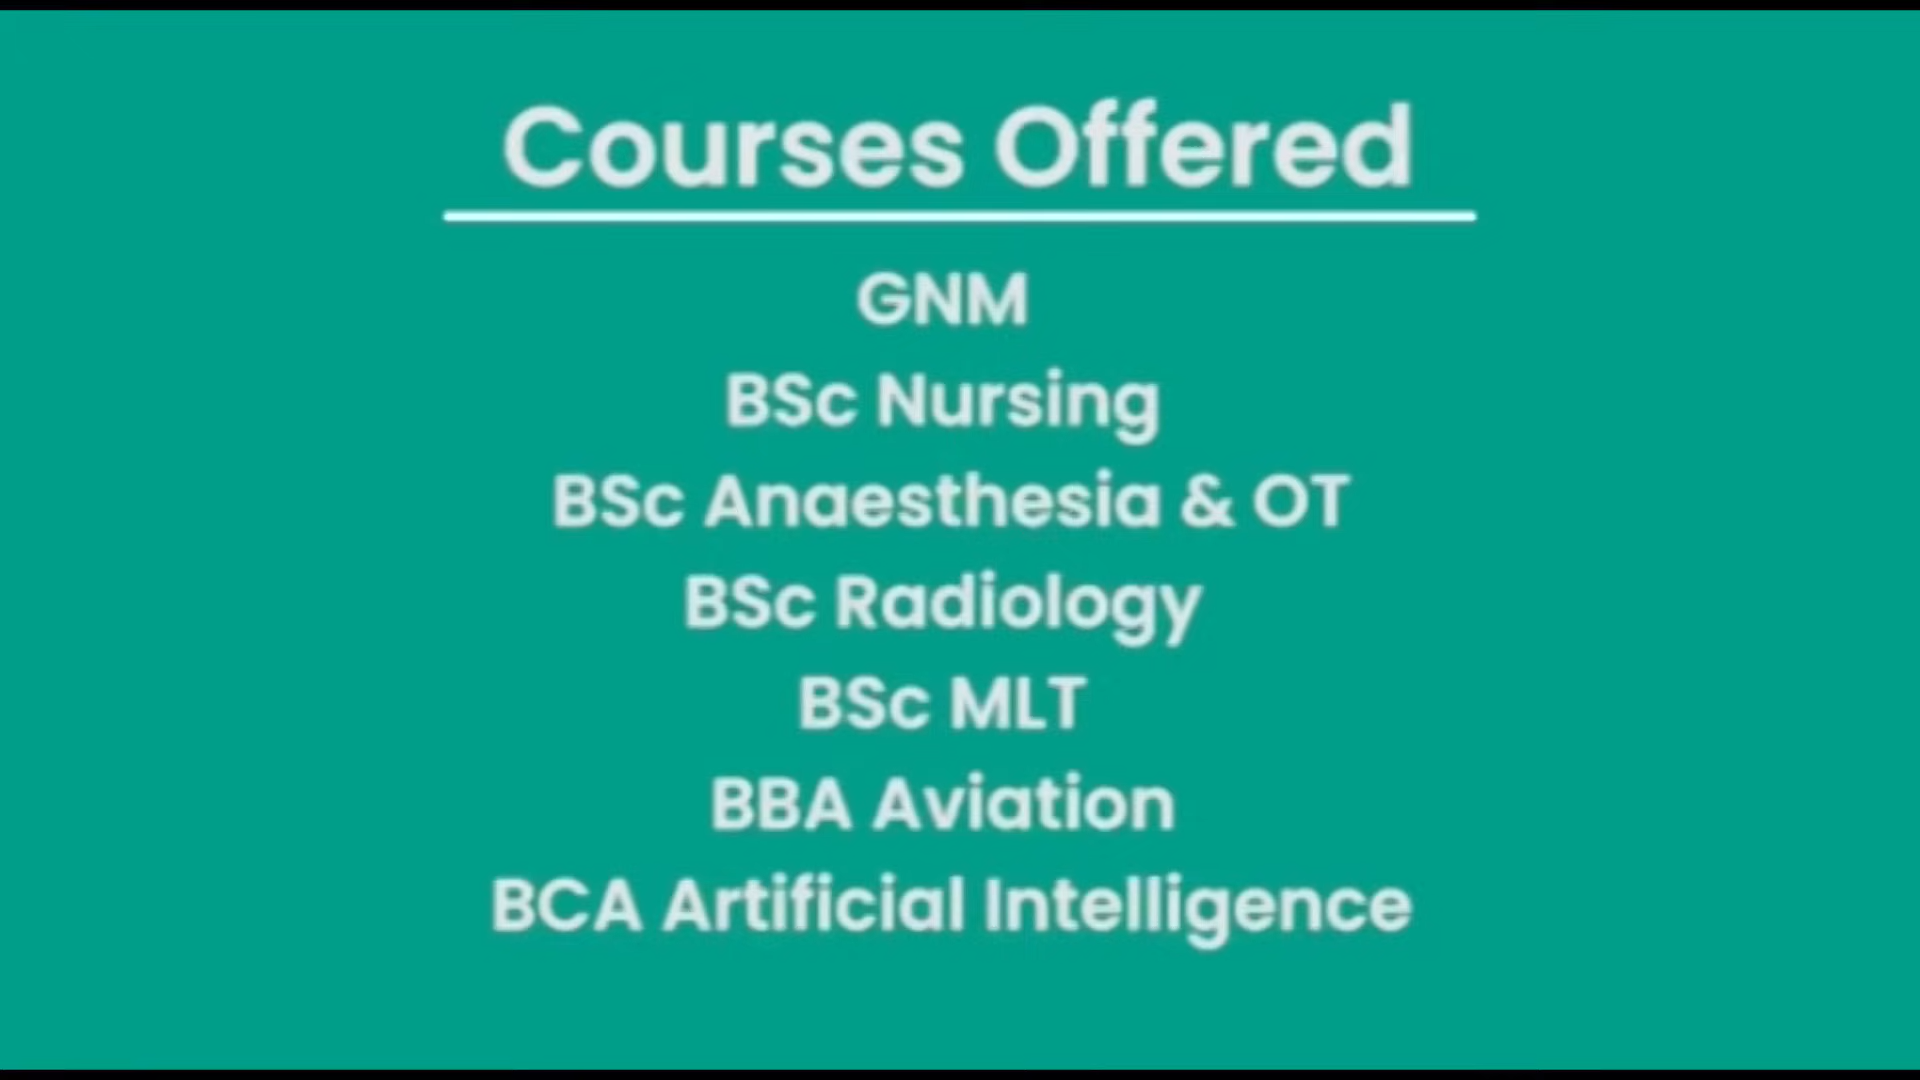 Courses Offered
GNM
BSc Nursing
BSc Anaesthesia & OT
BSc Radiology
BSc MLT
BBA Aviation
BCA Artificial Intelligence